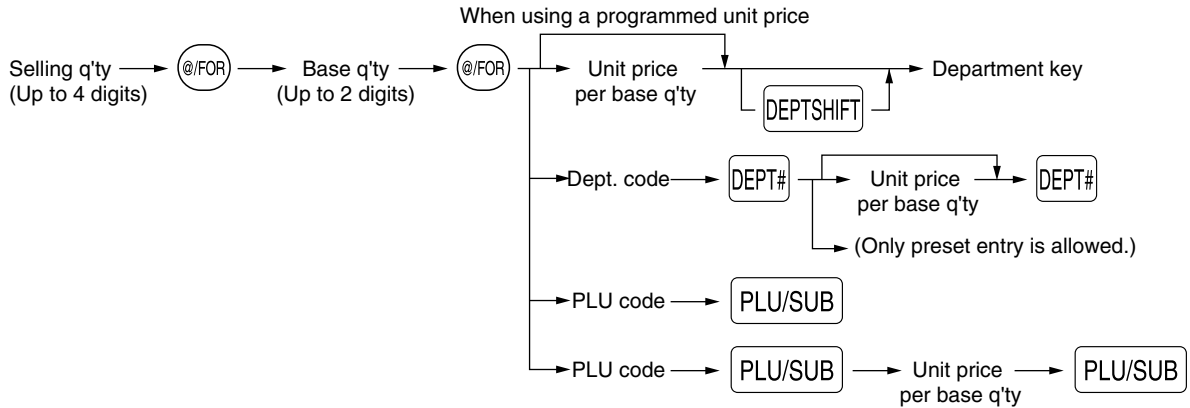 When using a programmed unit price
Selling q'ty
(Up to 4 digits)
@/FOR
Base q'ty
(Up to 2 digits)
@/FOR
Unit price
per base q'ty
DEPTSHIFT
Department key
Dept. code
DEPT#
Unit price
per base q'ty
DEPT#
(Only preset entry is allowed.)
PLU code
PLU/SUB
PLU code
PLU/SUB
Unit price
per base q'ty
PLU/SUB